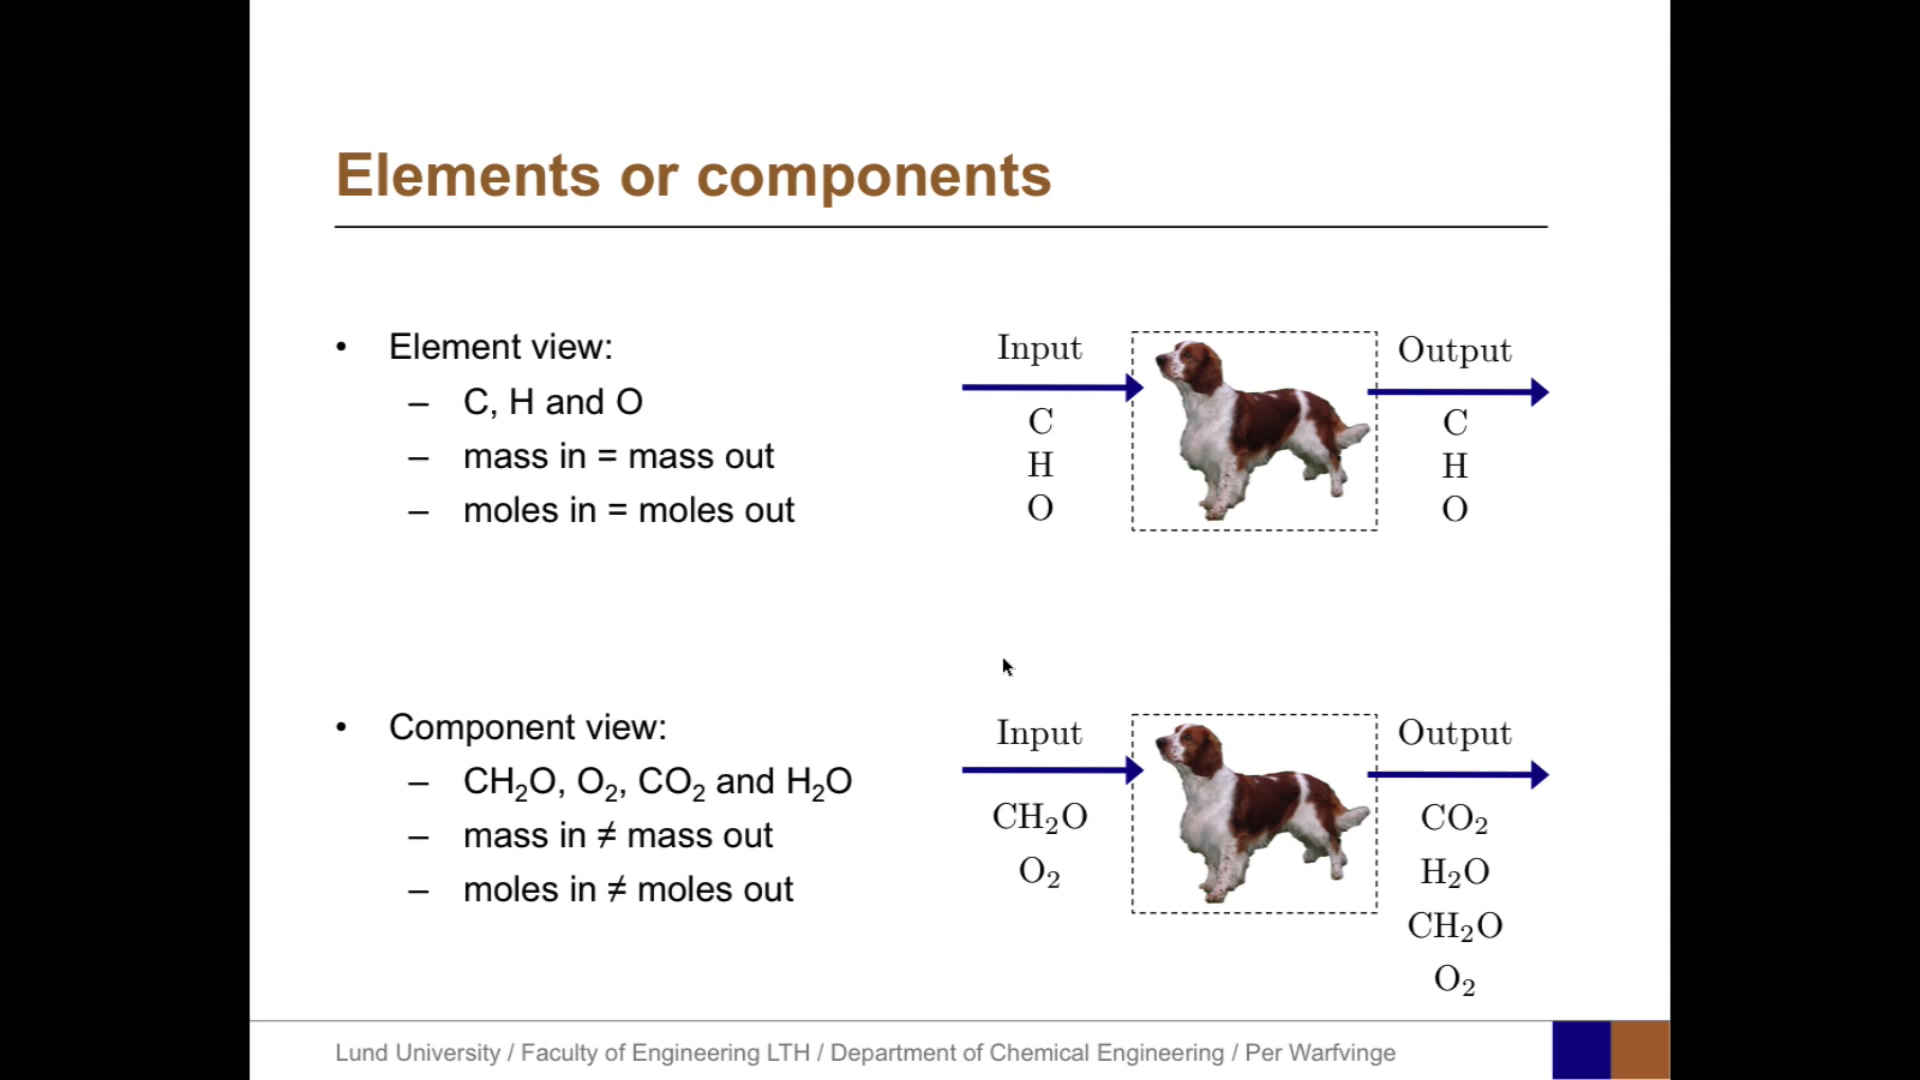 Elements or components
• Element view:
– C, H and O
– mass in = mass out
– moles in = moles out
Input
C
H
O
Output
C
H
O
• Component view:
– CH₂O, O₂, CO₂ and H₂O
– mass in ≠ mass out
– moles in ≠ moles out
Input
CH₂O
O₂
Output
CO₂
H₂O
CH₂O
O₂
Lund University / Faculty of Engineering LTH / Department of Chemical Engineering / Per Warfvinge